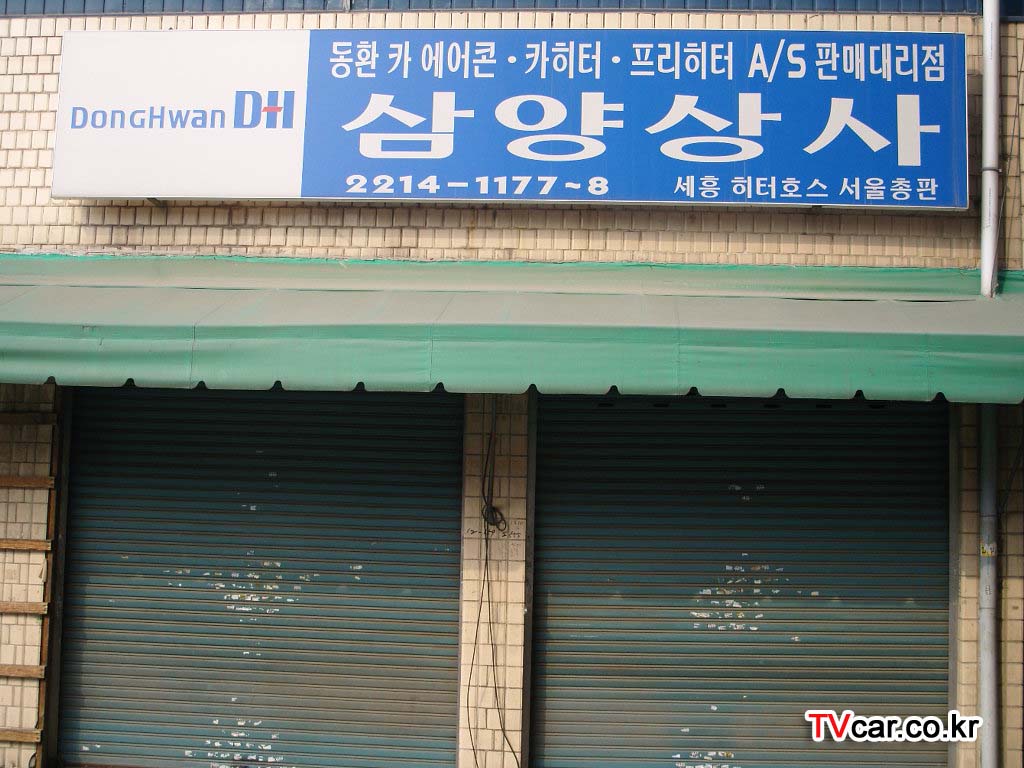 DongHwan DH
동환 카 에어콘 · 카히터 · 프리히터 A/S 판매대리점
삼양상사
2214-1177~8
세흥 히터호스 서울총판
TVcar.co.kr